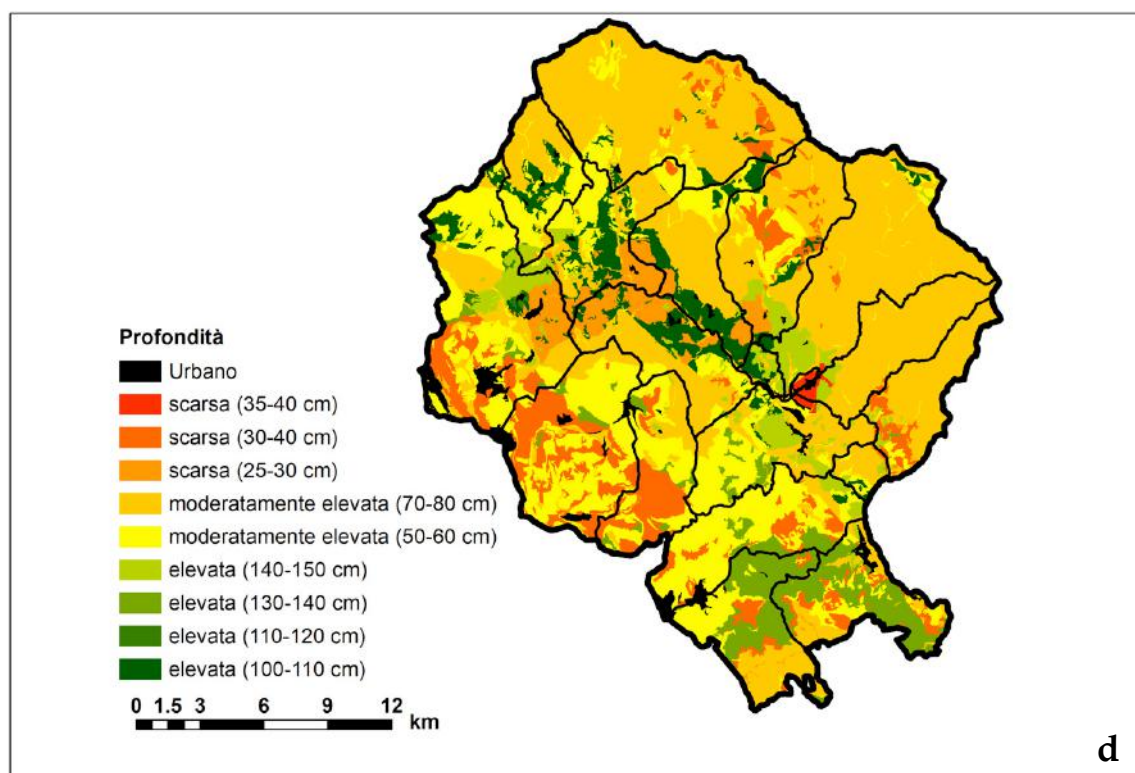 Profondità
Urbano
scarsa (35-40 cm)
scarsa (30-40 cm)
scarsa (25-30 cm)
moderatamente elevata (70-80 cm)
moderatamente elevata (50-60 cm)
elevata (140-150 cm)
elevata (130-140 cm)
elevata (110-120 cm)
elevata (100-110 cm)
0 1.5 3 6 9 12
km
d